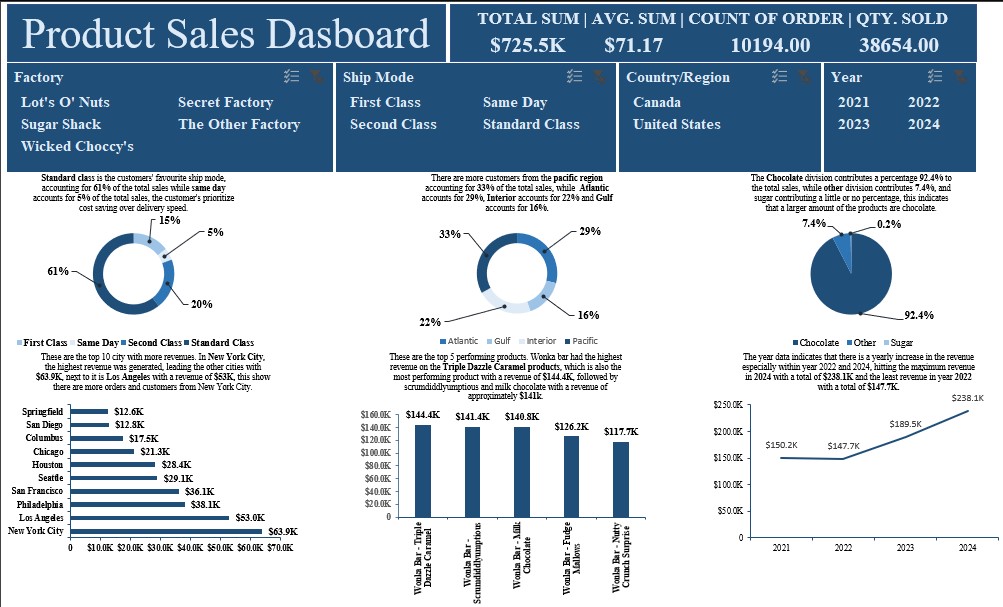 Product Sales Dasboard
TOTAL SUM | AVG. SUM | COUNT OF ORDER | QTY. SOLD
$725.5K $71.17 10194.00 38654.00
Factory
Lot's O' Nuts Secret Factory
Sugar Shack The Other Factory
Wicked Choccy's
Ship Mode
First Class Same Day
Second Class Standard Class
Country/Region
Canada
United States
Year
2021 2022
2023 2024
Standard class is the customers' favourite ship mode,
accounting for 61% of the total sales while same day
accounts for 5% of the total sales, the customer's prioritize
cost saving over delivery speed.
15%
5%
61%
20%
First Class Same Day Second Class Standard Class
There are more customers from the pacific region
accounting for 33% of the total sales, while Atlantic
accounts for 29%, Interior accounts for 22% and Gulf
accounts for 16%.
33%
29%
22%
16%
Atlantic Gulf Interior Pacific
The Chocolate division contributes a percentage 92.4% to
the total sales, while other division contributes 7.4%, and
sugar contributing a little or no percentage, this indicates
that a larger amount of the products are chocolate.
7.4%
0.2%
92.4%
Chocolate Other Sugar
These are the top 10 city with more revenues. In New York City,
the highest revenue was generated, leading the other cities with
$63.9K, next to it is Los Angeles with a revenue of $53K, this show
there are more orders and customers from New York City.
Springfield $12.6K
San Diego $12.8K
Columbus $17.5K
Chicago $21.3K
Houston $28.4K
Seattle $29.1K
San Francisco $36.1K
Philadelphia $38.1K
Los Angeles $53.0K
New York City $63.9K
0 $10.0K $20.0K $30.0K $40.0K $50.0K $60.0K $70.0K
These are the top 5 performing products. Wonka bar had the highest
revenue on the Triple Dazzle Caramel products, which is also the
most performing product with a revenue of $144.4K, followed by
scrumdiddlyumptious and milk chocolate with a revenue of
approximately $141k.
$160.0K
$140.0K
$120.0K
$100.0K
$80.0K
$60.0K
$40.0K
$20.0K
0
$144.4K $141.4K $140.8K $126.2K $117.7K
Wonka Bar - Triple
Dazzle Caramel
Wonka Bar -
Scrumdiddlyumptious
Wonka Bar - Milk
Chocolate
Wonka Bar - Fudge
Mallows
Wonka Bar - Nutty
Crunch Surprise
The year data indicates that there is a yearly increase in the revenue
especially within year 2022 and 2024, hitting the maximum revenue
in 2024 with a total of $238.1K and the least revenue in year 2022
with a total of $147.7K.
$250.0K
$200.0K
$150.0K
$100.0K
$50.0K
0
$150.2K $147.7K $189.5K $238.1K
2021 2022 2023 2024